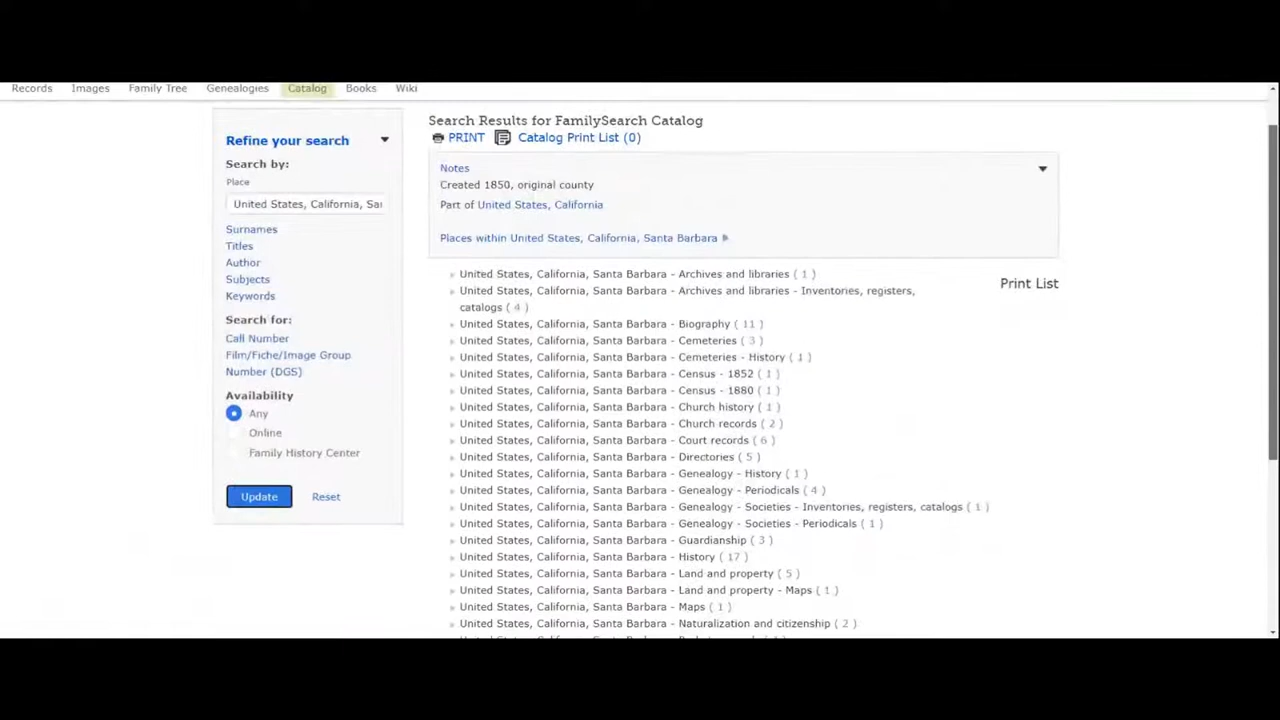 Records Images Family Tree Genealogies Catalog Books Wiki
Refine your search
Search by:
Place
United States, California, Sa
Surnames
Titles
Author
Subjects
Keywords
Search for:
Call Number
Film/Fiche/Image Group
Number (DGS)
Availability
Any
Online
Family History Center
Update Reset
Search Results for FamilySearch Catalog
PRINT Catalog Print List (0)
Notes
Created 1850, original county
Part of United States, California
Places within United States, California, Santa Barbara
United States, California, Santa Barbara - Archives and libraries ( 1 )
United States, California, Santa Barbara - Archives and libraries - Inventories, registers,
catalogs ( 4 )
United States, California, Santa Barbara - Biography ( 11 )
United States, California, Santa Barbara - Cemeteries ( 3 )
United States, California, Santa Barbara - Cemeteries - History ( 1 )
United States, California, Santa Barbara - Census - 1852 ( 1 )
United States, California, Santa Barbara - Census - 1880 ( 1 )
United States, California, Santa Barbara - Church history ( 1 )
United States, California, Santa Barbara - Church records ( 2 )
United States, California, Santa Barbara - Court records ( 6 )
United States, California, Santa Barbara - Directories ( 5 )
United States, California, Santa Barbara - Genealogy - History ( 1 )
United States, California, Santa Barbara - Genealogy - Periodicals ( 4 )
United States, California, Santa Barbara - Genealogy - Societies - Inventories, registers, catalogs ( 1 )
United States, California, Santa Barbara - Genealogy - Societies - Periodicals ( 1 )
United States, California, Santa Barbara - Guardianship ( 3 )
United States, California, Santa Barbara - History ( 17 )
United States, California, Santa Barbara - Land and property ( 5 )
United States, California, Santa Barbara - Land and property - Maps ( 1 )
United States, California, Santa Barbara - Maps ( 1 )
United States, California, Santa Barbara - Naturalization and citizenship ( 2 )
Print List